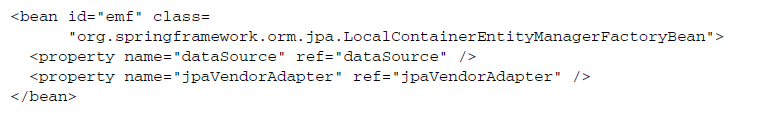 <bean id="emf" class=
      "org.springframework.orm.jpa.LocalContainerEntityManagerFactoryBean">
  <property name="dataSource" ref="dataSource" />
  <property name="jpaVendorAdapter" ref="jpaVendorAdapter" />
</bean>